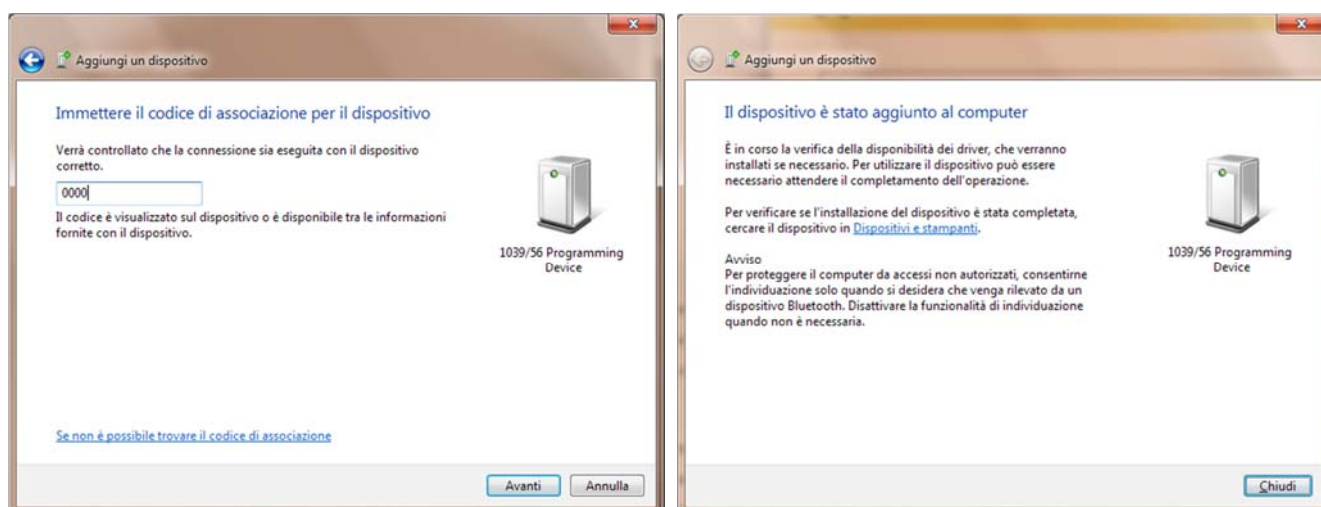 Aggiungi un dispositivo
Immettere il codice di associazione per il dispositivo
Verrà controllato che la connessione sia eseguita con il dispositivo
corretto.
0000
Il codice è visualizzato sul dispositivo o è disponibile tra le informazioni
fornite con il dispositivo.
1039/56 Programming
Device
Se non è possibile trovare il codice di associazione
Avanti
Annulla
Aggiungi un dispositivo
Il dispositivo è stato aggiunto al computer
È in corso la verifica della disponibilità dei driver, che verranno
installati se necessario. Per utilizzare il dispositivo può essere
necessario attendere il completamento dell'operazione.
Per verificare se l'installazione del dispositivo è stata completata,
cercare il dispositivo in Dispositivi e stampanti.
Avviso
Per proteggere il computer da accessi non autorizzati, consentirne
l'individuazione solo quando si desidera che venga rilevato da un
dispositivo Bluetooth. Disattivare la funzionalità di individuazione
quando non è necessaria.
1039/56 Programming
Device
Chiudi